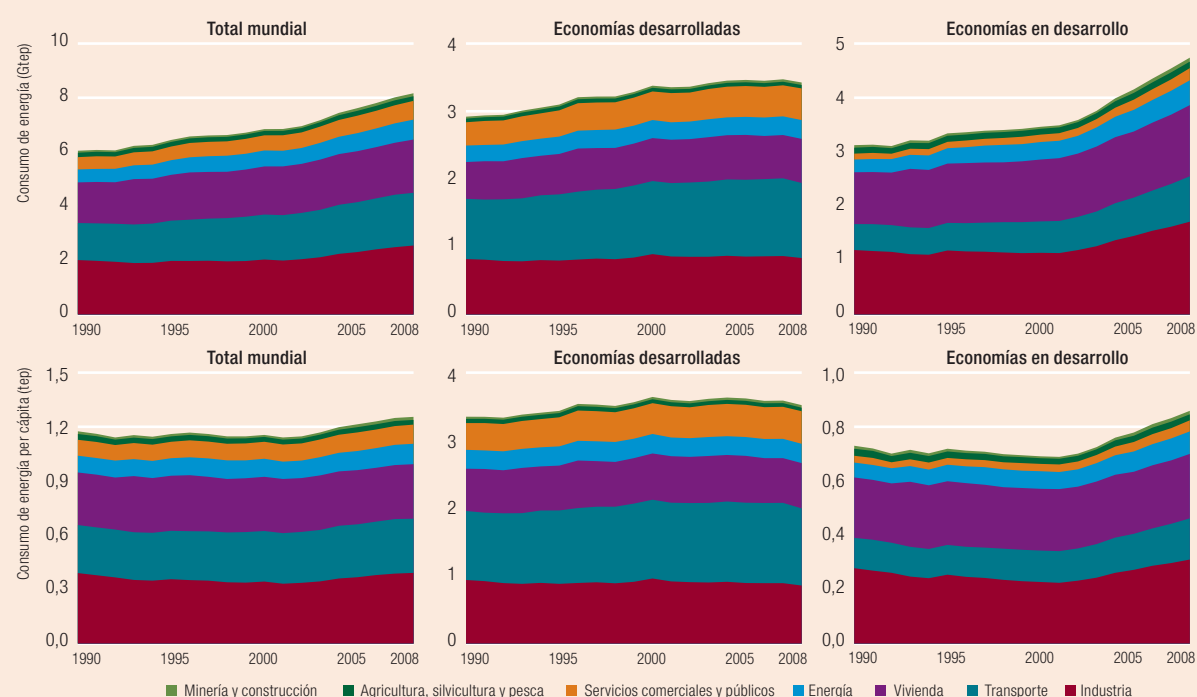 Total mundial
Economías desarrolladas
Economías en desarrollo
Consumo de energía (Gtep)
10
8
6
4
2
0
4
3
2
1
0
5
4
3
2
1
0
1990 1995 2000 2005 2008
1990 1995 2000 2005 2008
1990 1995 2000 2005 2008
Total mundial
Economías desarrolladas
Economías en desarrollo
Consumo de energía per cápita (tep)
1,5
1,2
0,9
0,6
0,3
0,0
4
3
2
1
0
1,0
0,8
0,6
0,4
0,2
0,0
1990 1995 2000 2005 2008
1990 1995 2000 2005 2008
1990 1995 2000 2005 2008
Minería y construcción Agricultura, silvicultura y pesca Servicios comerciales y públicos Energía Vivienda Transporte Industria